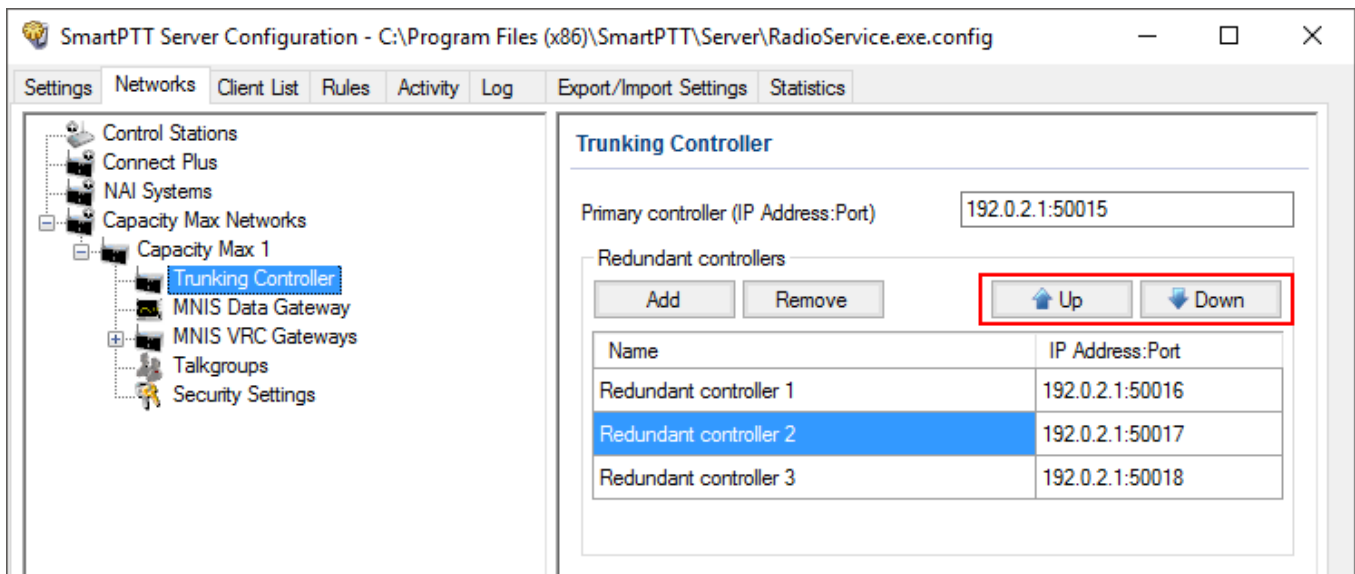 SmartPTT Server Configuration - C:\Program Files (x86)\SmartPTT\Server\RadioService.exe.config
Settings Networks Client List Rules Activity Log Export/Import Settings Statistics
Control Stations
Connect Plus
NAI Systems
Capacity Max Networks
Capacity Max 1
Trunking Controller
MNIS Data Gateway
MNIS VRC Gateways
Talkgroups
Security Settings
Trunking Controller
Primary controller (IP Address:Port) 192.0.2.1:50015
Redundant controllers
Add Remove Up Down
Name IP Address:Port
Redundant controller 1 192.0.2.1:50016
Redundant controller 2 192.0.2.1:50017
Redundant controller 3 192.0.2.1:50018